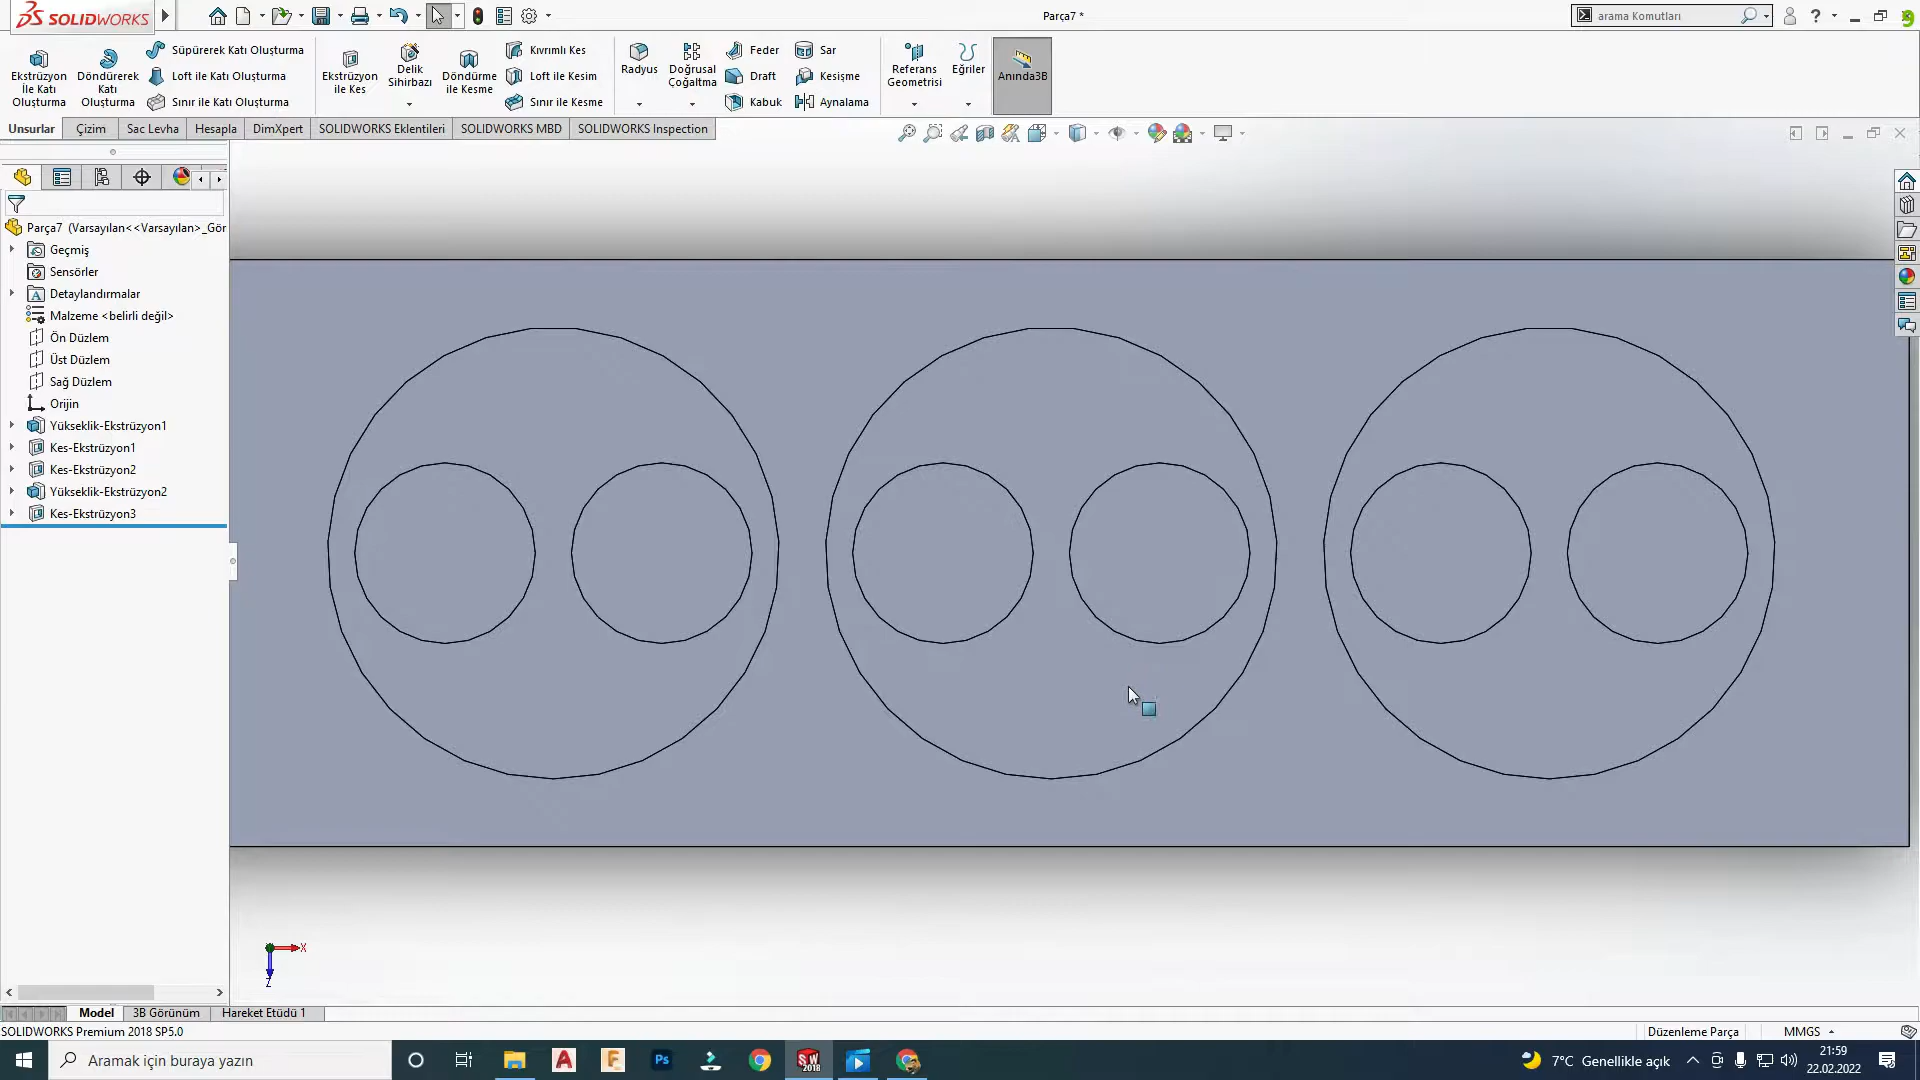 SOLIDWORKS
Parça7 *
arama Komutları
?
Ekstrüzyon
İle Katı
Oluşturma
Döndürerek
Katı
Oluşturma
Süpürerek Katı Oluşturma
Loft ile Katı Oluşturma
Sınır ile Katı Oluşturma
Ekstrüzyon
ile Kes
Delik
Sihirbazı
Döndürme
ile Kesme
Kıvrımlı Kes
Loft ile Kesim
Sınır ile Kesme
Radyus
Doğrusal
Çoğaltma
Feder
Draft
Kabuk
Sar
Kesişme
Aynalama
Referans
Geometrisi
Eğriler
Anında3B
Unsurlar
Çizim
Sac Levha
Hesapla
DimXpert
SOLIDWORKS Eklentileri
SOLIDWORKS MBD
SOLIDWORKS Inspection
Parça7 (Varsayılan<<Varsayılan>_Gör
Geçmiş
Sensörler
Detaylandırmalar
Malzeme <belirli değil>
Ön Düzlem
Üst Düzlem
Sağ Düzlem
Orijin
Yükseklik-Ekstrüzyon1
Kes-Ekstrüzyon1
Kes-Ekstrüzyon2
Yükseklik-Ekstrüzyon2
Kes-Ekstrüzyon3
X
Z
Model
3B Görünüm
Hareket Etüdü 1
SOLIDWORKS Premium 2018 SP5.0
Düzenleme Parça
MMGS
Aramak için buraya yazın
7°C Genellikle açık
21:59
22.02.2022